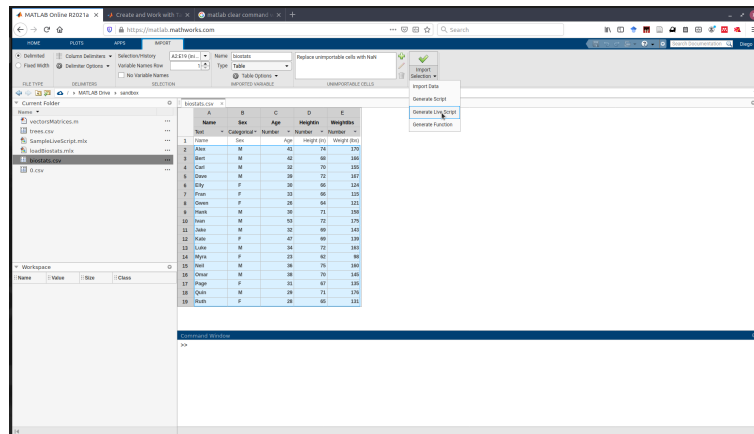 MATLAB Online R2021a
Create and Work with
matlab clear command
https://matlab.mathworks.com
Search
HOME
PLOTS
APPS
IMPORT
Search Documentation
Diego
Delimited
Fixed Width
Column Delimiters
Delimiter Options
Selection/History
A2:E19
Variable Names Row
1
No Variable Names
Name
biostats
Type
Table
Table Options
Replace
unimportable cells with
NaN
Import
Selection
FILE TYPE
DELIMITERS
SELECTION
IMPORTED VARIABLE
UNIMPORTABLE CELLS
Import Data
Generate Script
Generate Live Script
Generate Function
/ › MATLAB Drive › sandbox
Current Folder
Name
vectorsMatrices.m
trees.csv
SampleLiveScript.mlx
loadBiostats.mlx
biostats.csv
0.csv
Workspace
Name Value Size Class
biostats.csv
A B C D E
Name Sex Age HeightIn Weightlbs
Text Categorical Number Number Number
1 Name Sex Age Height (in) Weight (lbs)
2 Alex M 41 74 170
3 Bert M 42 68 166
4 Carl M 32 70 155
5 Dave M 39 72 167
6 Elly F 30 66 124
7 Fran F 33 66 115
8 Gwen F 26 64 121
9 Hank M 30 71 158
10 Ivan M 53 72 175
11 Jake M 32 69 143
12 Kate F 47 69 139
13 Luke M 34 72 163
14 Myra F 23 62 98
15 Neil M 36 75 160
16 Omar M 38 70 145
17 Page F 31 67 135
18 Quin M 29 71 176
19 Ruth F 28 65 131
Command Window
>>